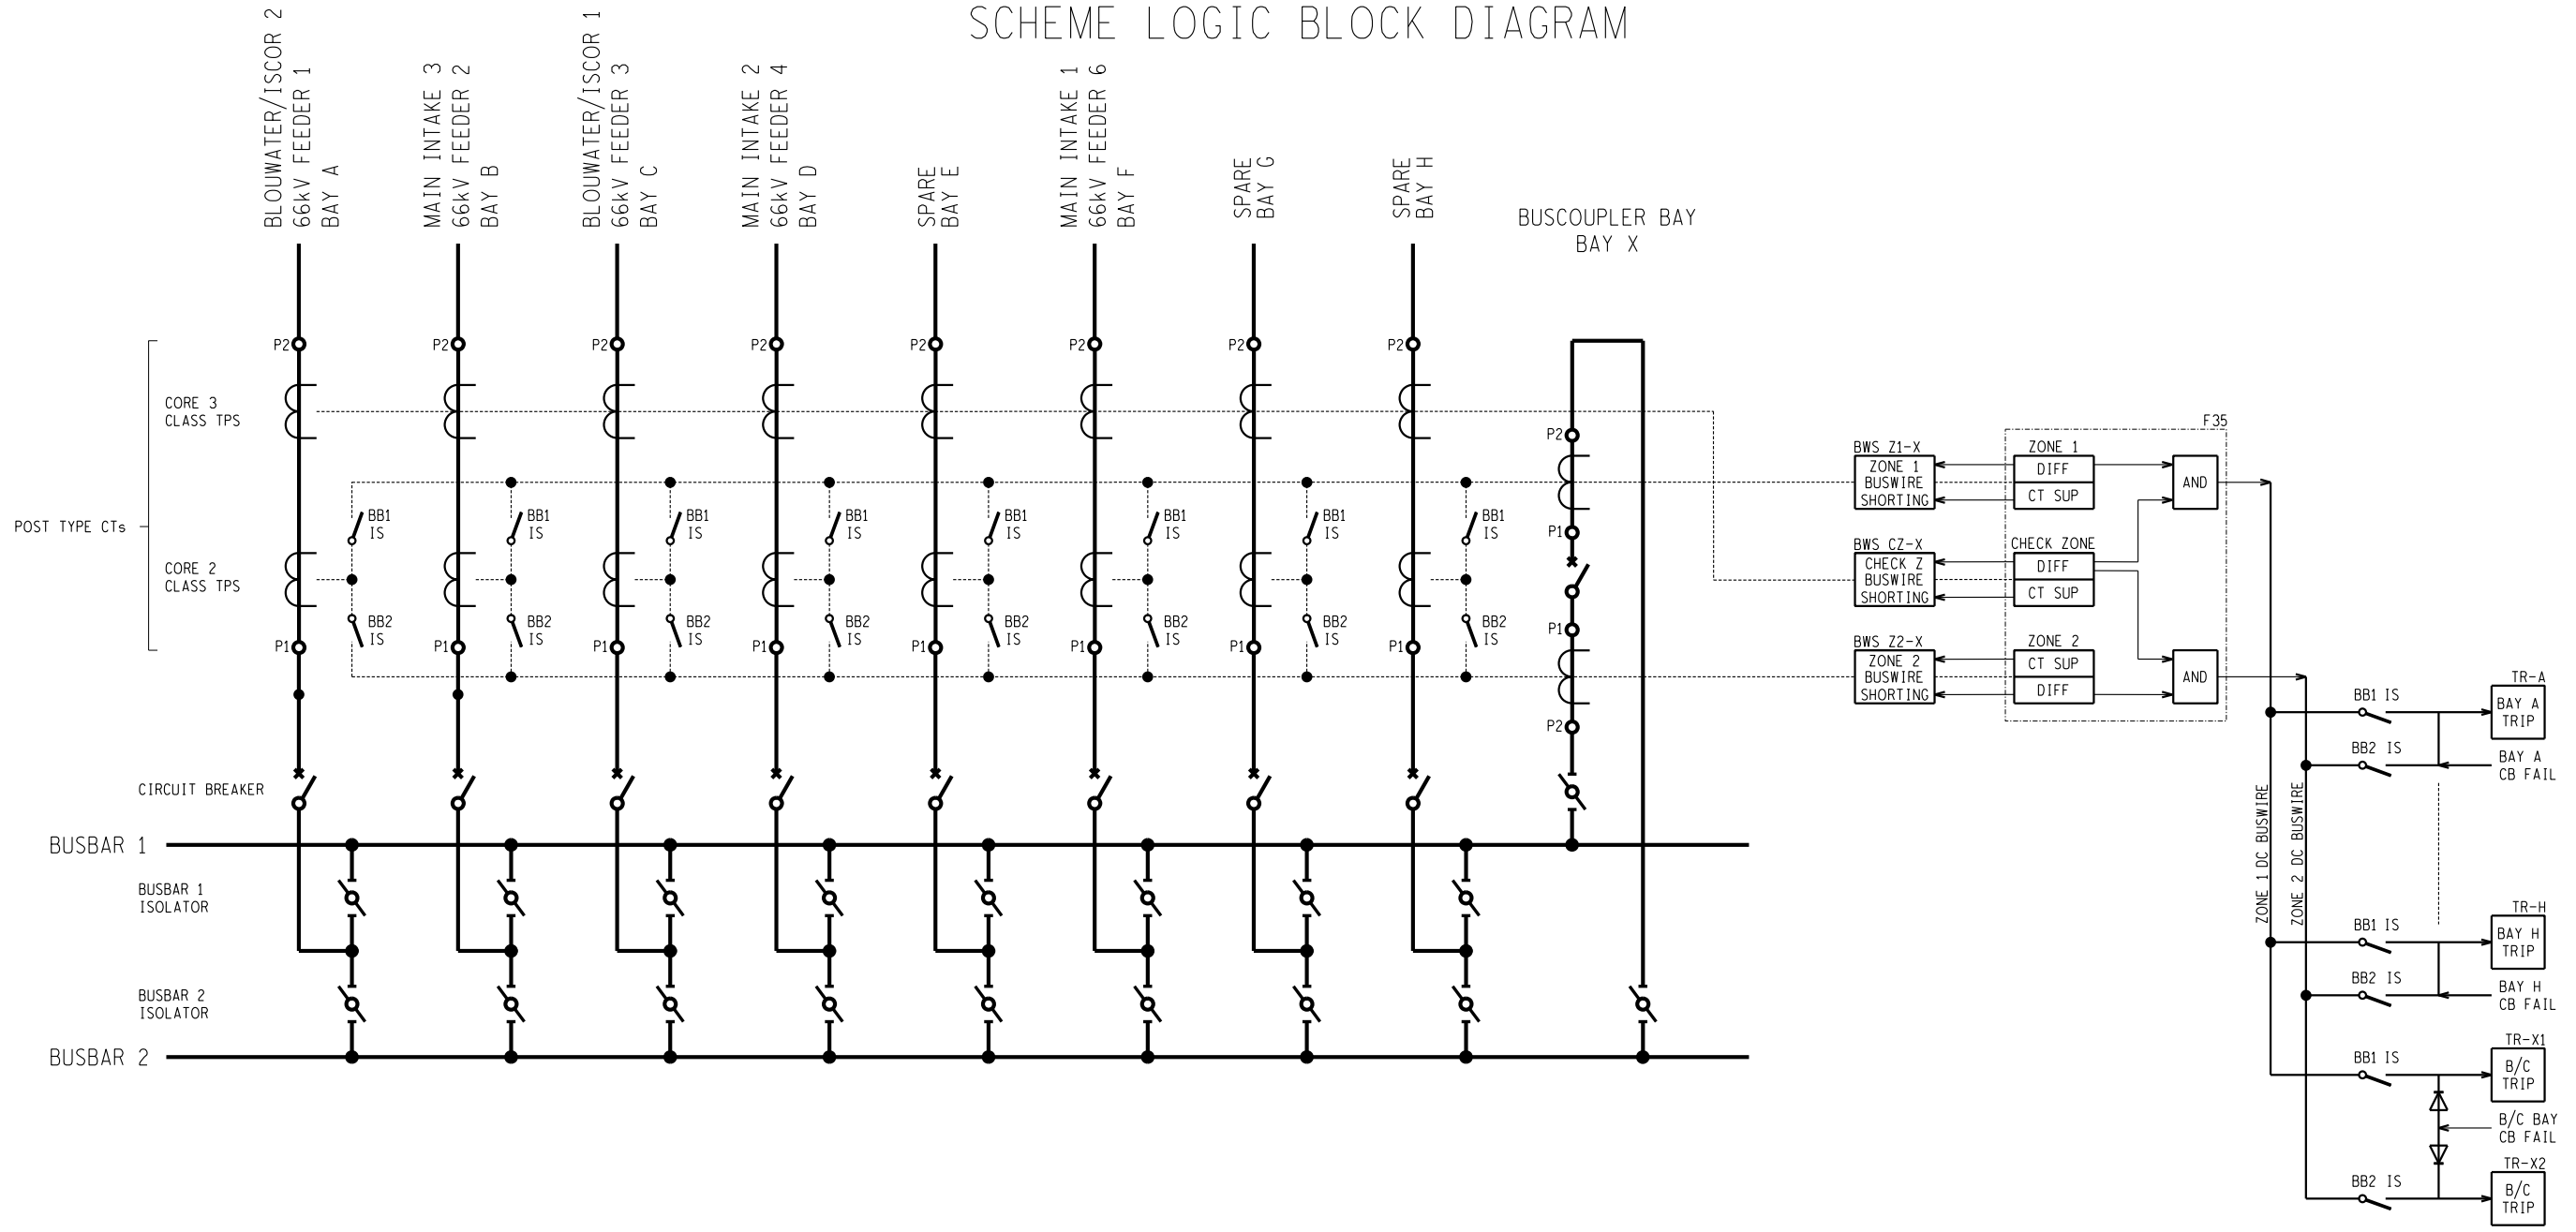 SCHEME LOGIC BLOCK DIAGRAM
BLOUWATER/ISCOR 2
66kV FEEDER 1
BAY A
MAIN INTAKE 3
66kV FEEDER 2
BAY B
BLOUWATER/ISCOR 1
66kV FEEDER 3
BAY C
MAIN INTAKE 2
66kV FEEDER 4
BAY D
SPARE
BAY E
MAIN INTAKE 1
66kV FEEDER 6
BAY F
SPARE
BAY G
SPARE
BAY H
BUSCOUPLER BAY
BAY X
P2
P2
P2
P2
P2
P2
P2
P2
CORE 3
CLASS TPS
POST TYPE CTs
CORE 2
CLASS TPS
BB1
IS
BB1
IS
BB1
IS
BB1
IS
BB1
IS
BB1
IS
BB1
IS
BB1
IS
BB2
IS
BB2
IS
BB2
IS
BB2
IS
BB2
IS
BB2
IS
BB2
IS
BB2
IS
P1
P1
P1
P1
P1
P1
P1
P1
P2
P1
P1
P2
CIRCUIT BREAKER
BUSBAR 1
BUSBAR 1
ISOLATOR
BUSBAR 2
ISOLATOR
BUSBAR 2
F35
BWS Z1-X
ZONE 1
BUSWIRE
SHORTING
ZONE 1
DIFF
CT SUP
AND
BWS CZ-X
CHECK Z
BUSWIRE
SHORTING
CHECK ZONE
DIFF
CT SUP
BWS Z2-X
ZONE 2
BUSWIRE
SHORTING
ZONE 2
CT SUP
DIFF
AND
ZONE 1 DC BUSWIRE
ZONE 2 DC BUSWIRE
BB1 IS
TR-A
BAY A
TRIP
BB2 IS
BAY A
CB FAIL
BB1 IS
TR-H
BAY H
TRIP
BB2 IS
BAY H
CB FAIL
BB1 IS
TR-X1
B/C
TRIP
B/C BAY
CB FAIL
BB2 IS
TR-X2
B/C
TRIP